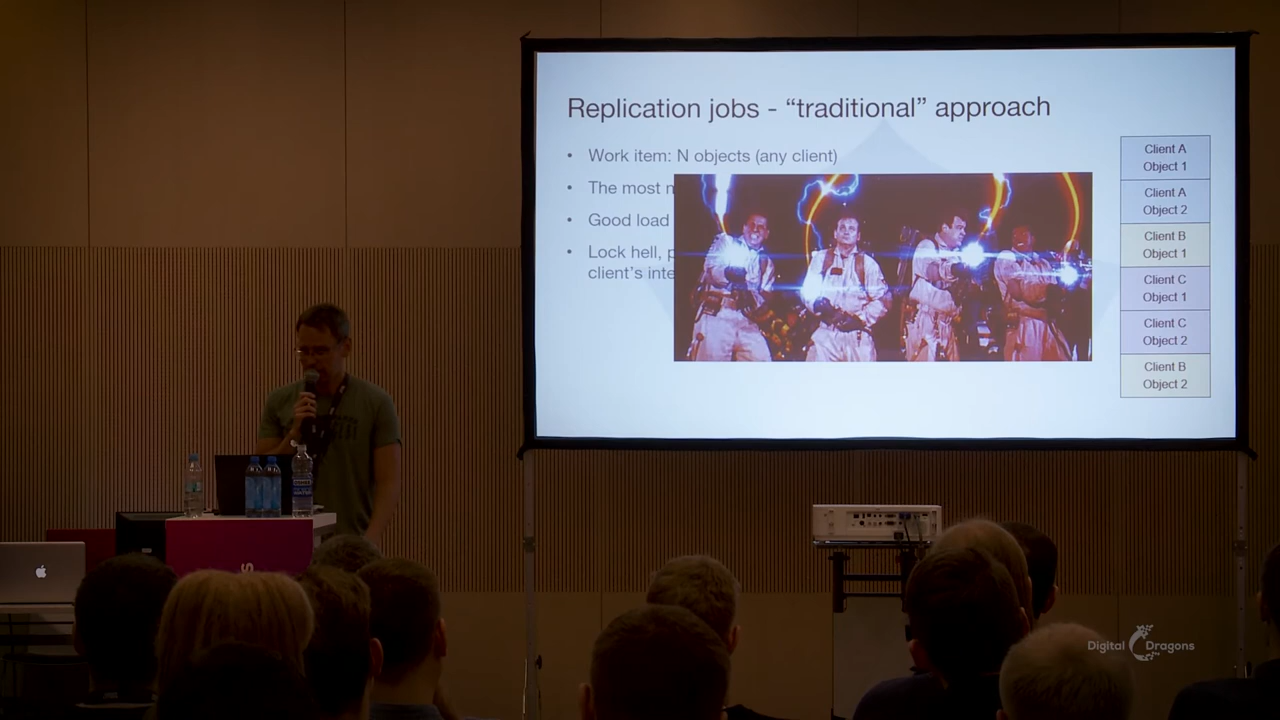 Replication jobs - “traditional” approach
• Work item: N objects (any client)
• The most
• Good load
• Lock hell,
client’s
Client A
Object 1
Client A
Object 2
Client B
Object 1
Client C
Object 1
Client C
Object 2
Client B
Object 2
Digital Dragons